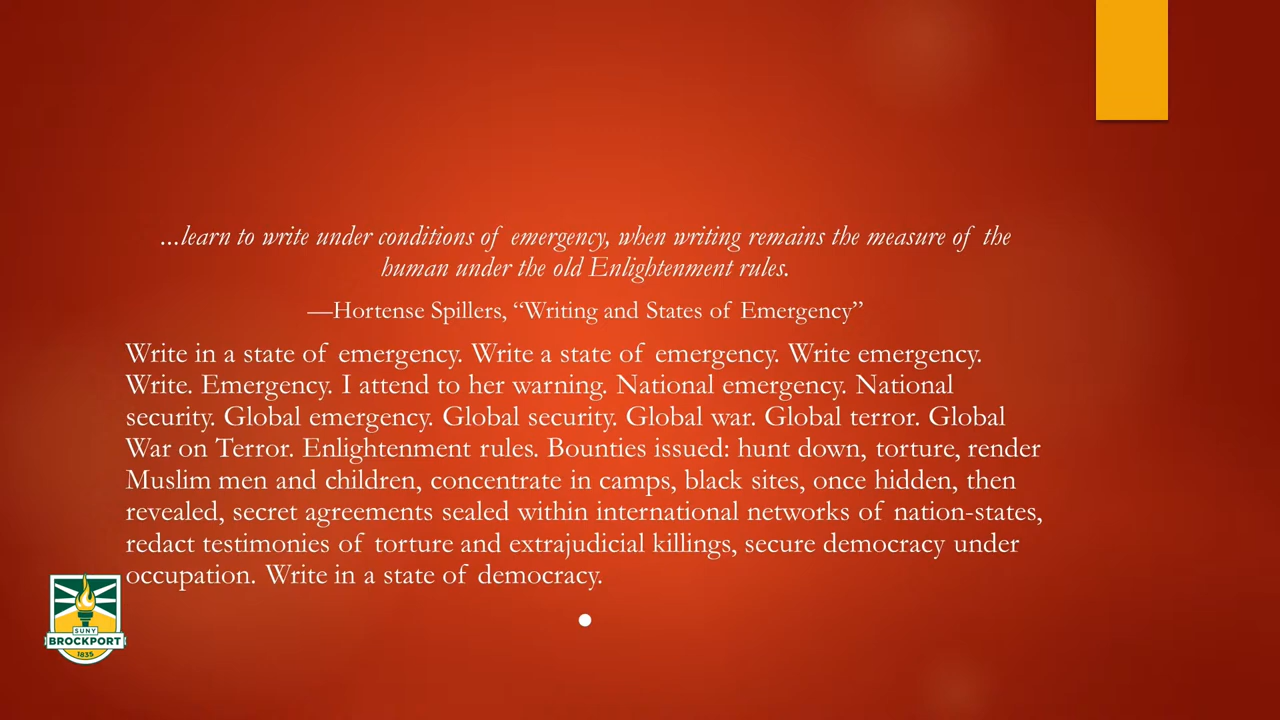 ...learn to write under conditions of emergency, when writing remains the measure of the
human under the old Enlightenment rules.
—Hortense Spillers, “Writing and States of Emergency”
Write in a state of emergency. Write a state of emergency. Write emergency.
Write. Emergency. I attend to her warning. National emergency. National
security. Global emergency. Global security. Global war. Global terror. Global
War on Terror. Enlightenment rules. Bounties issued: hunt down, torture, render
Muslim men and children, concentrate in camps, black sites, once hidden, then
revealed, secret agreements sealed within international networks of nation-states,
redact testimonies of torture and extrajudicial killings, secure democracy under
occupation. Write in a state of democracy.
•
SUNY
BROCKPORT
1835